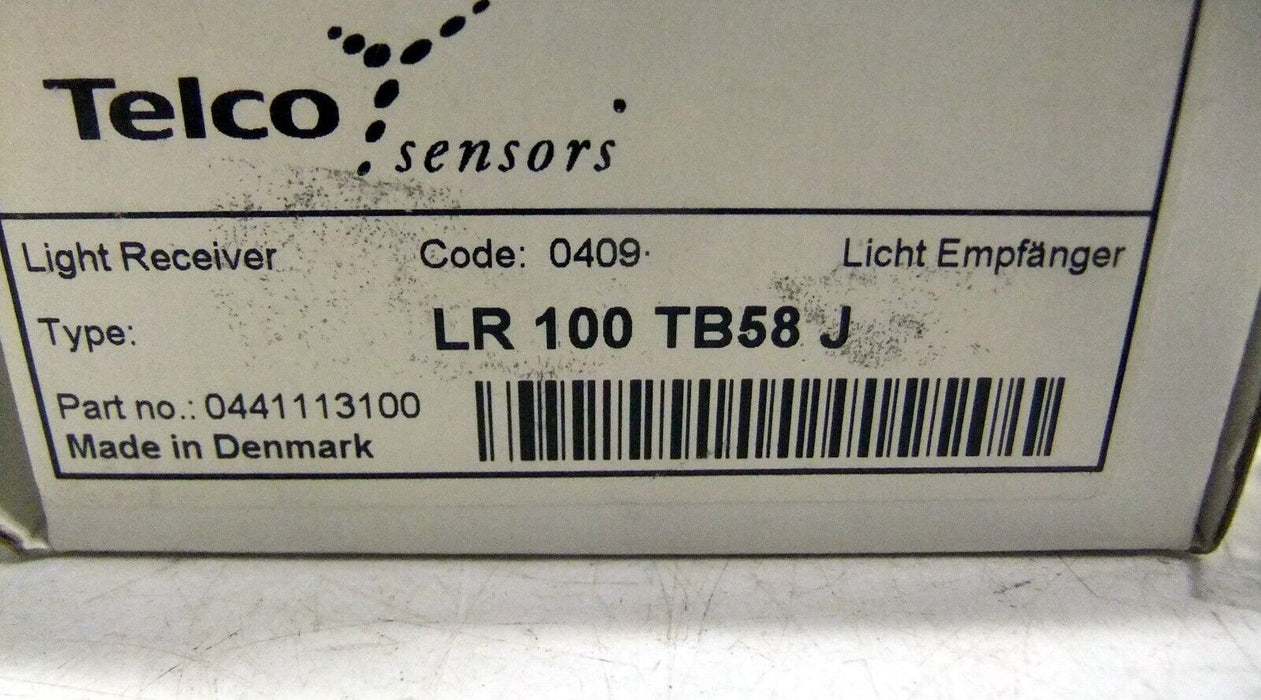 Telco
sensors
Light Receiver Code: 0409 Licht Empfänger
Type: LR 100 TB58 J
Part no.: 0441113100
Made in Denmark